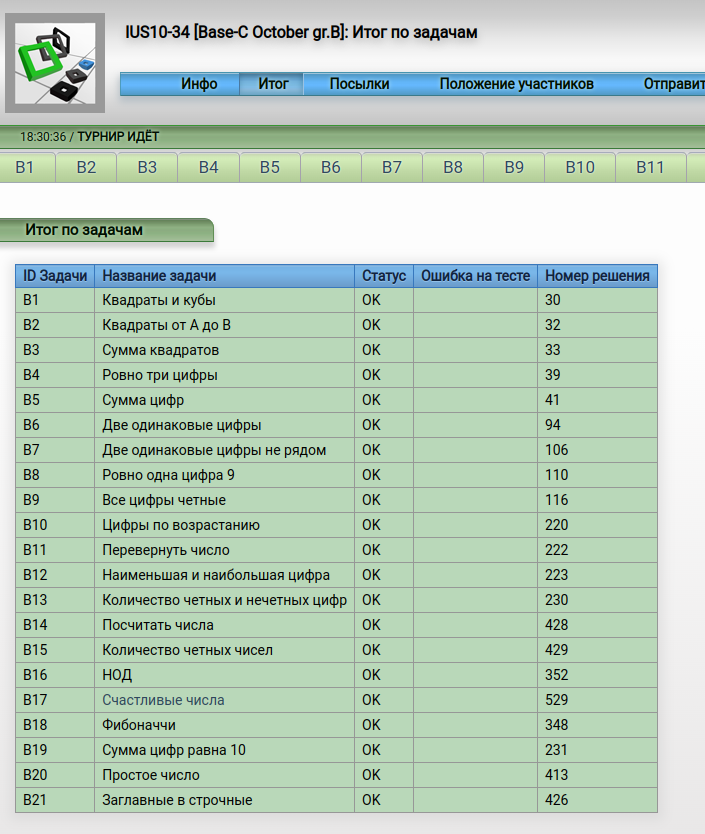 IUS10-34 [Base-C October gr.B]: Итог по задачам
Инфо Итог Посылки Положение участников Отправит
18:30:36 / ТУРНИР ИДЁТ
B1 B2 B3 B4 B5 B6 B7 B8 B9 B10 B11
Итог по задачам
ID Задачи Название задачи Статус Ошибка на тесте Номер решения
B1 Квадраты и кубы OK 30
B2 Квадраты от А до В OK 32
B3 Сумма квадратов OK 33
B4 Ровно три цифры OK 39
B5 Сумма цифр OK 41
B6 Две одинаковые цифры OK 94
B7 Две одинаковые цифры не рядом OK 106
B8 Ровно одна цифра 9 OK 110
B9 Все цифры четные OK 116
B10 Цифры по возрастанию OK 220
B11 Перевернуть число OK 222
B12 Наименьшая и наибольшая цифра OK 223
B13 Количество четных и нечетных цифр OK 230
B14 Посчитать числа OK 428
B15 Количество четных чисел OK 429
B16 НОД OK 352
B17 Счастливые числа OK 529
B18 Фибоначчи OK 348
B19 Сумма цифр равна 10 OK 231
B20 Простое число OK 413
B21 Заглавные в строчные OK 426